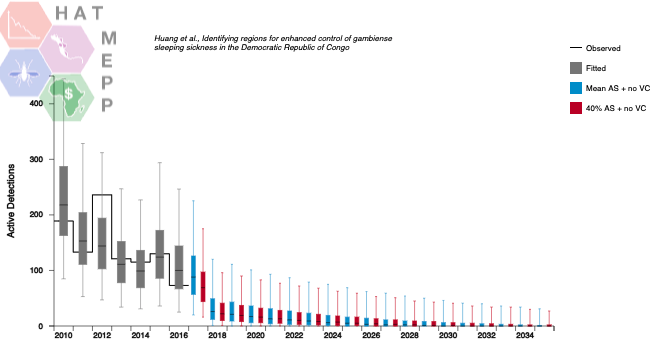 HAT
M
E
P
P
$
Huang et al., Identifying regions for enhanced control of gambiense
sleeping sickness in the Democratic Republic of Congo
Observed
Fitted
Mean AS + no VC
40% AS + no VC
Active Detections
400
300
200
100
0
2010 2012 2014 2016 2018 2020 2022 2024 2026 2028 2030 2032 2034